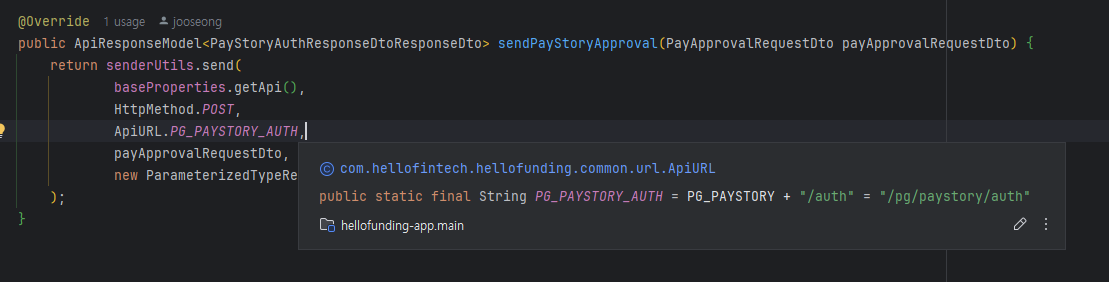 @Override 1 usage jooseong
public ApiResponseModel<PayStoryAuthResponseDtoResponseDto> sendPayStoryApproval(PayApprovalRequestDto payApprovalRequestDto) {
return senderUtils.send(
baseProperties.getApi(),
HttpMethod.POST,
ApiURL.PG_PAYSTORY_AUTH,
payApprovalRequestDto,
new ParameterizedTypeRe
);
}
com.hellofintech.hellofunding.common.url.ApiURL
public static final String PG_PAYSTORY_AUTH = PG_PAYSTORY + "/auth" = "/pg/paystory/auth"
hellofunding-app.main